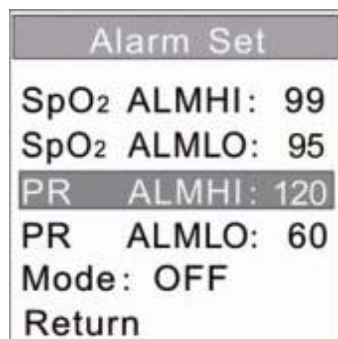 Alarm Set
SpO₂ ALMHI: 99
SpO₂ ALMLO: 95
PR ALMHI: 120
PR ALMLO: 60
Mode: OFF
Return